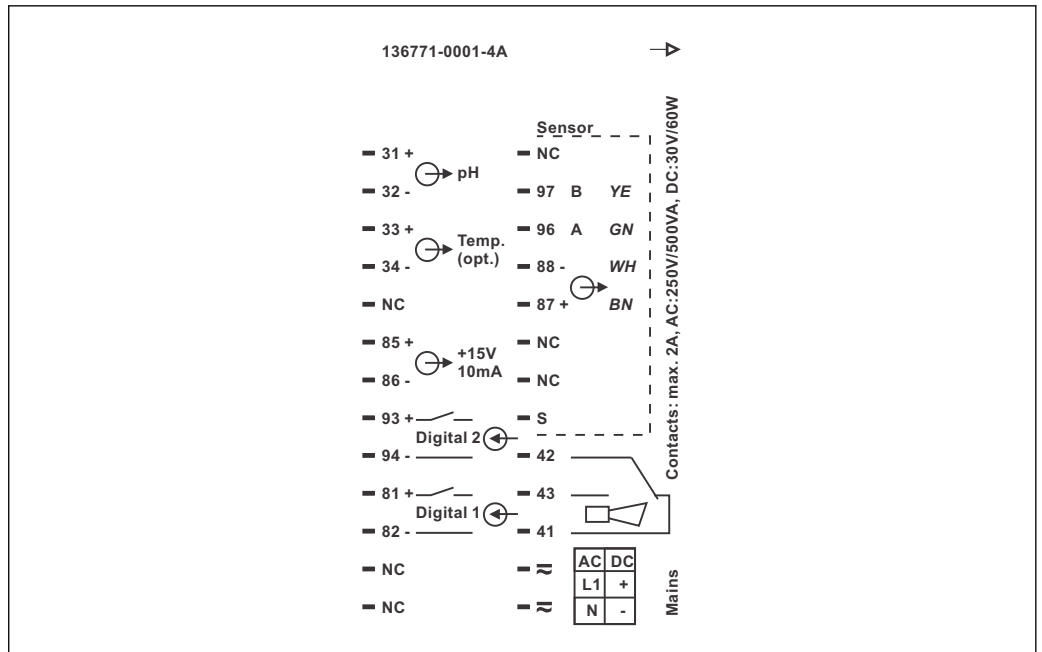 136771-0001-4A
Sensor
31 +
pH
32 -
33 +
Temp.
(opt.)
34 -
NC
85 +
+15V
10mA
86 -
93 +
Digital 2
94 -
81 +
Digital 1
82 -
NC
NC
NC
97 B YE
96 A GN
88 - WH
87 + BN
NC
NC
S
42
43
41
AC DC
L1 +
N -
Contacts: max. 2A, AC:250V/500VA, DC:30V/60W
Mains